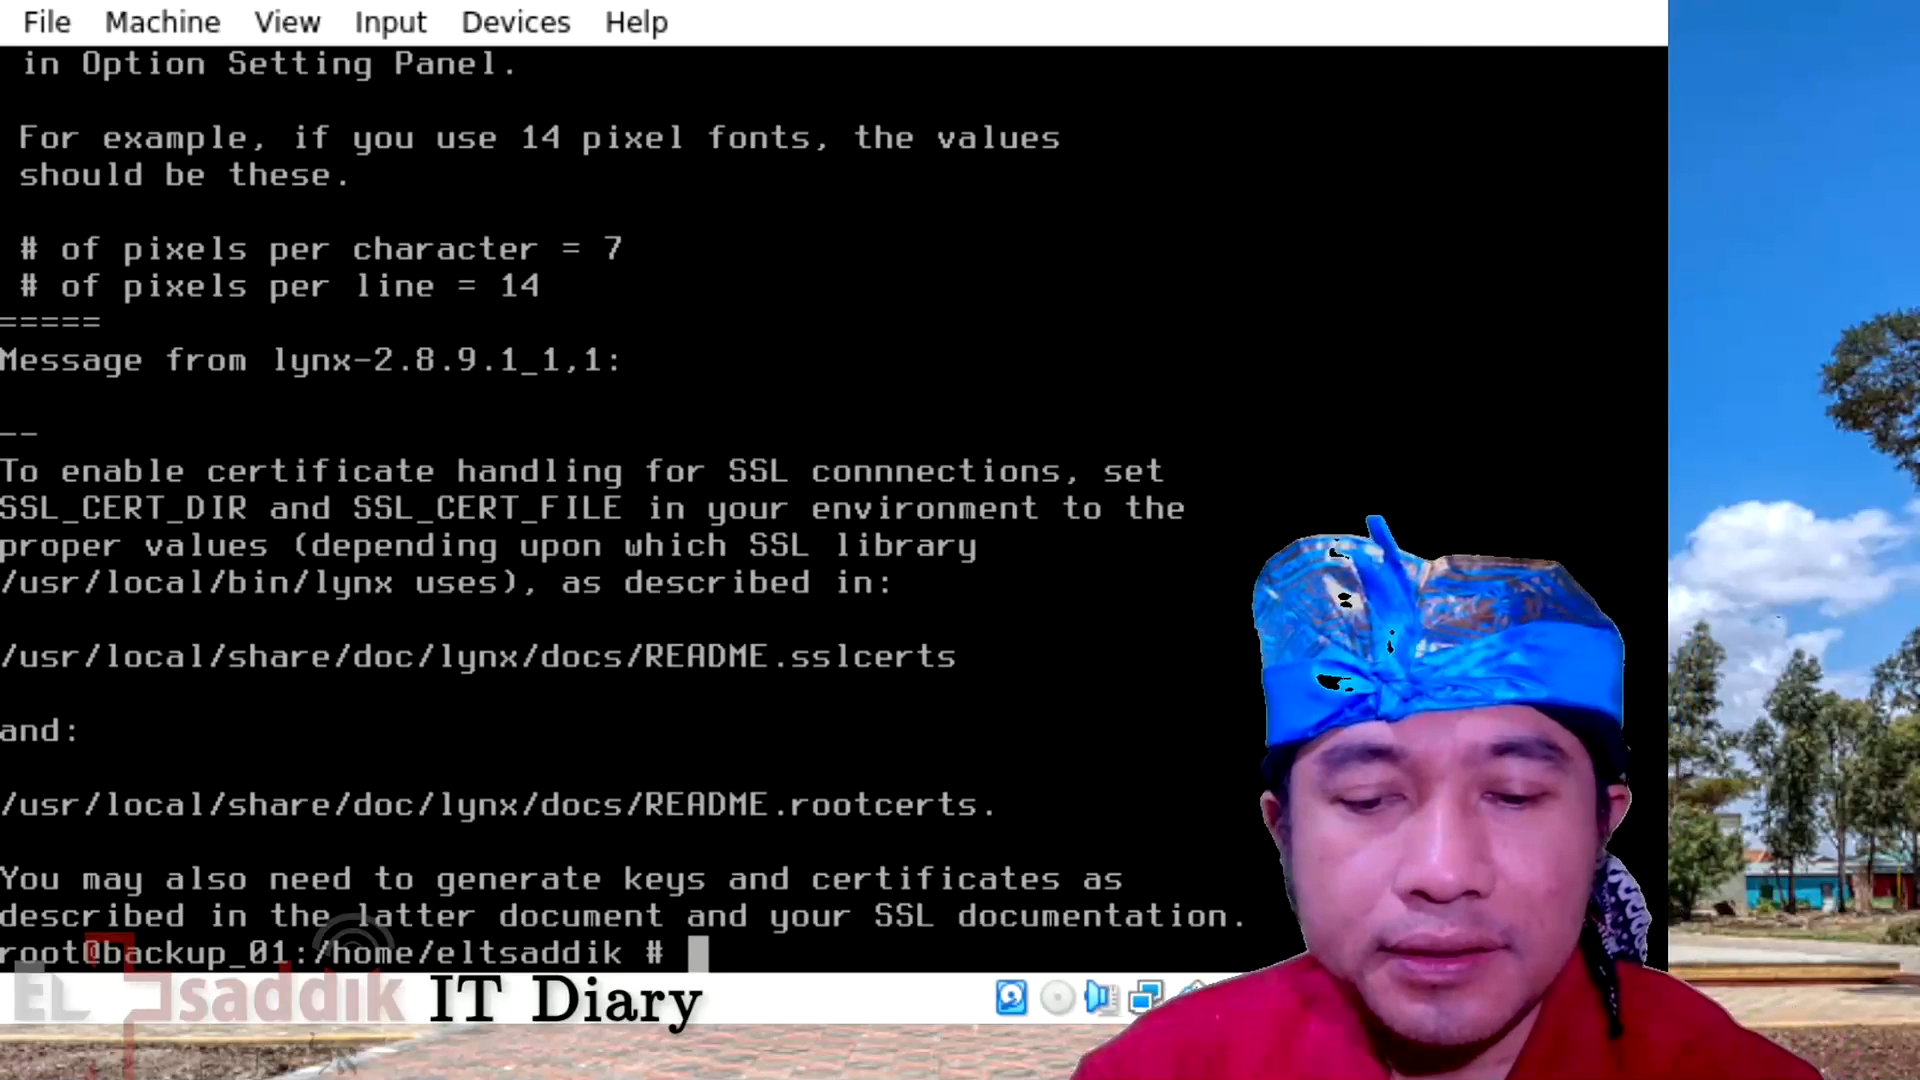 File Machine View Input Devices Help
in Option Setting Panel.
For example, if you use 14 pixel fonts, the values
should be these.
# of pixels per character = 7
# of pixels per line = 14
=====
Message from lynx-2.8.9.1_1,1:
--
To enable certificate handling for SSL connnections, set
SSL_CERT_DIR and SSL_CERT_FILE in your environment to the
proper values (depending upon which SSL library
/usr/local/bin/lynx uses), as described in:
/usr/local/share/doc/lynx/docs/README.sslcerts
and:
/usr/local/share/doc/lynx/docs/README.rootcerts.
You may also need to generate keys and certificates as
described in the latter document and your SSL documentation.
root@backup_01:/home/eltsaddik #
EL saddik IT Diary